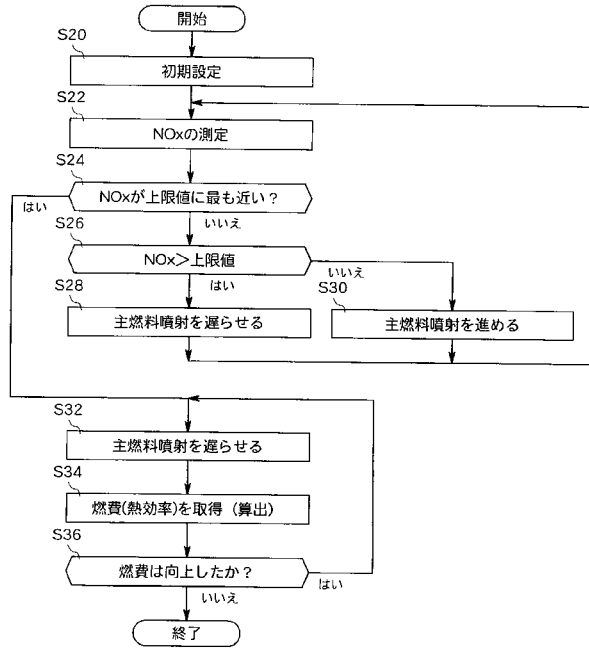 開始
S20
初期設定
S22
NOxの測定
S24
NOxが上限値に最も近い？
はい
いいえ
S26
NOx＞上限値
いいえ
はい
S28
主燃料噴射を遅らせる
S30
主燃料噴射を進める
S32
主燃料噴射を遅らせる
S34
燃費(熱効率)を取得（算出）
S36
燃費は向上したか？
はい
いいえ
終了